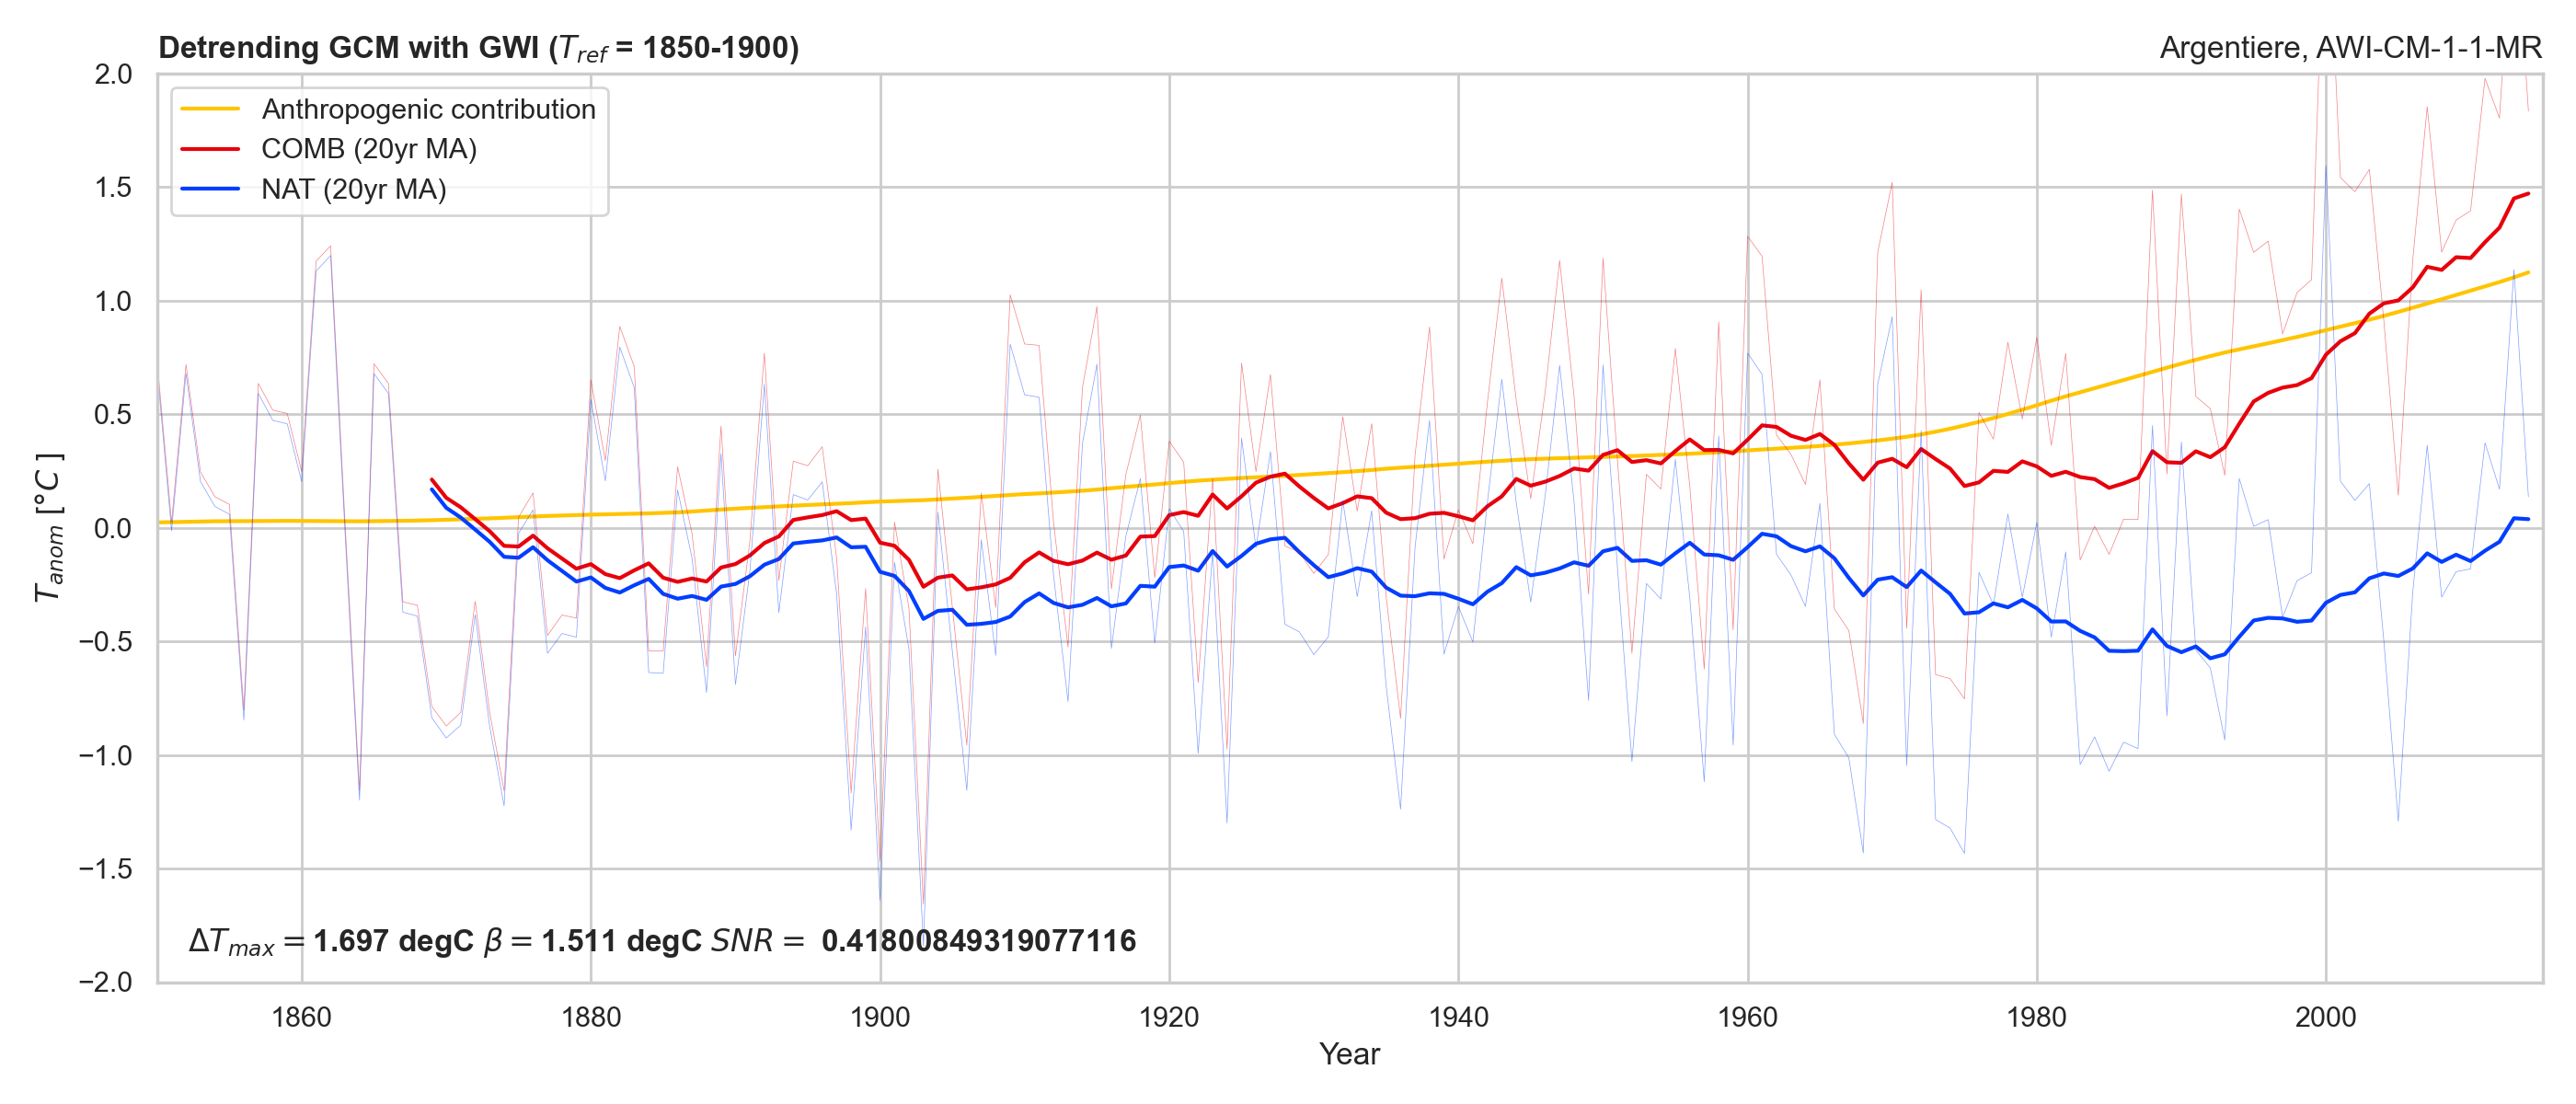 Detrending GCM with GWI (T_ref = 1850-1900)
Argentiere, AWI-CM-1-1-MR
2.0
1.5
1.0
0.5
0.0
−0.5
−1.0
−1.5
−2.0
T_anom [°C]
Anthropogenic contribution
COMB (20yr MA)
NAT (20yr MA)
ΔT_max = 1.697 degC β = 1.511 degC SNR = 0.41800849319077116
1860 1880 1900 1920 1940 1960 1980 2000
Year